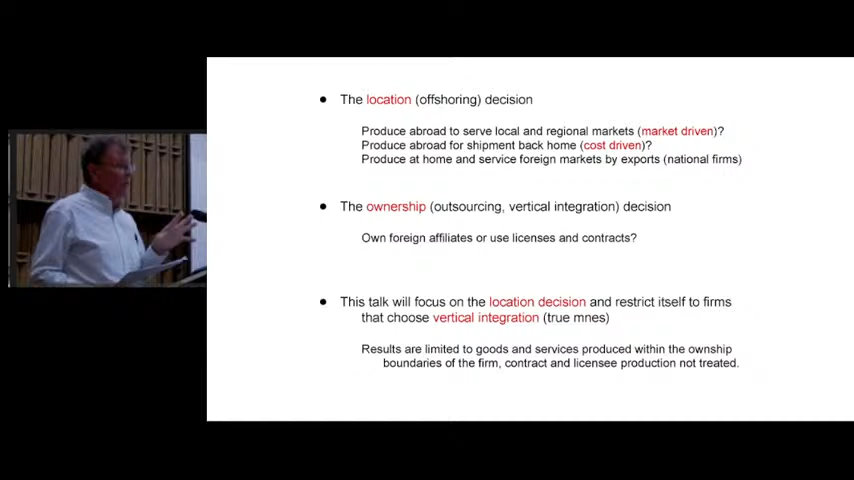 ● The location (offshoring) decision
Produce abroad to serve local and regional markets (market driven)?
Produce abroad for shipment back home (cost driven)?
Produce at home and service foreign markets by exports (national firms)
● The ownership (outsourcing, vertical integration) decision
Own foreign affiliates or use licenses and contracts?
● This talk will focus on the location decision and restrict itself to firms
that choose vertical integration (true mnes)
Results are limited to goods and services produced within the ownship
boundaries of the firm, contract and licensee production not treated.